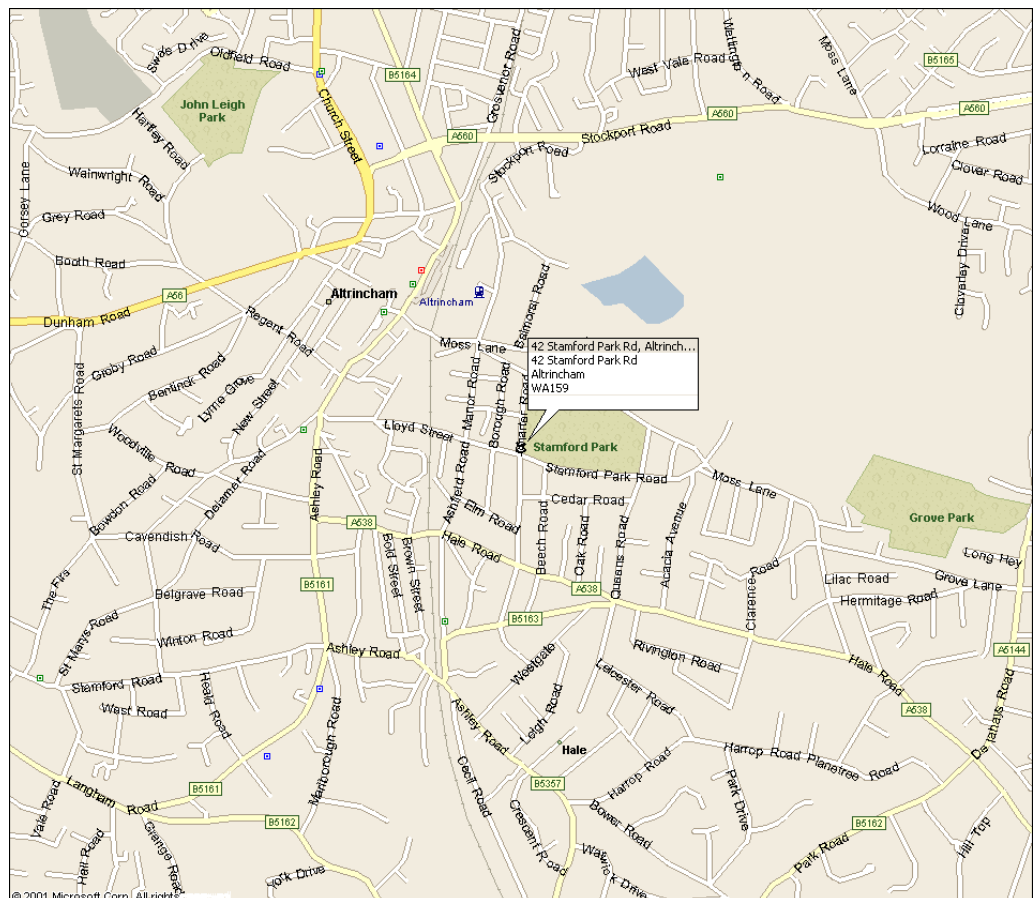 Swa's Drive
Oldfield Road
B5164
Grosvenor Road
West Vale Road
Wellington Road
Moss Lane
B5165
John Leigh
Park
Church Street
A560
Stockport Road
A560
A560
Hartley Road
Stockport Road
Lorraine Road
Clover Road
Gorsey Lane
Wainwright Road
Grey Road
Wood Lane
Booth Road
Cloverley Drive
A56
Altrincham
Altrincham
Balmoral Road
Dunham Road
Regent Road
Moss Lane
42 Stamford Park Rd, Altrinch...
42 Stamford Park Rd
Altrincham
WA159
Groby Road
Bentinck Road
Lyme Grove
New Street
Manor Road
Borough Road
Charter Road
St Margarets Road
Lloyd Street
Stamford Park
Woodville Road
Stamford Park Road
Moss Lane
Delamer Road
Ashley Road
Ashfield Road
Cedar Road
Bowdon Road
Elm Road
Grove Park
A538
Cavendish Road
Hale Road
Beech Road
Oak Road
Queens Road
Acacia Avenue
Long Hey
Bold Street
Brown Street
The Firs
B5161
A538
Clarence Road
Lilac Road
Grove Lane
Belgrave Road
Hermitage Road
B5163
St Marys Road
Winton Road
Ashley Road
Westgate
Rivington Road
A5144
Hale Road
Stamford Road
Leicester Road
Heald Road
West Road
Ashley Road
Leigh Road
A538
Delahays Road
Marlborough Road
Hale
Harrop Road
Planetree Road
Cecil Road
B5357
Harrop Road
Park Drive
Langham Road
B5161
Vale Road
B5162
Crescent Road
Bower Road
B5162
Hill Top
Hall Road
Grange Road
Warwick Drive
Park Road
York Drive
© 2001 Microsoft Corp. All rights